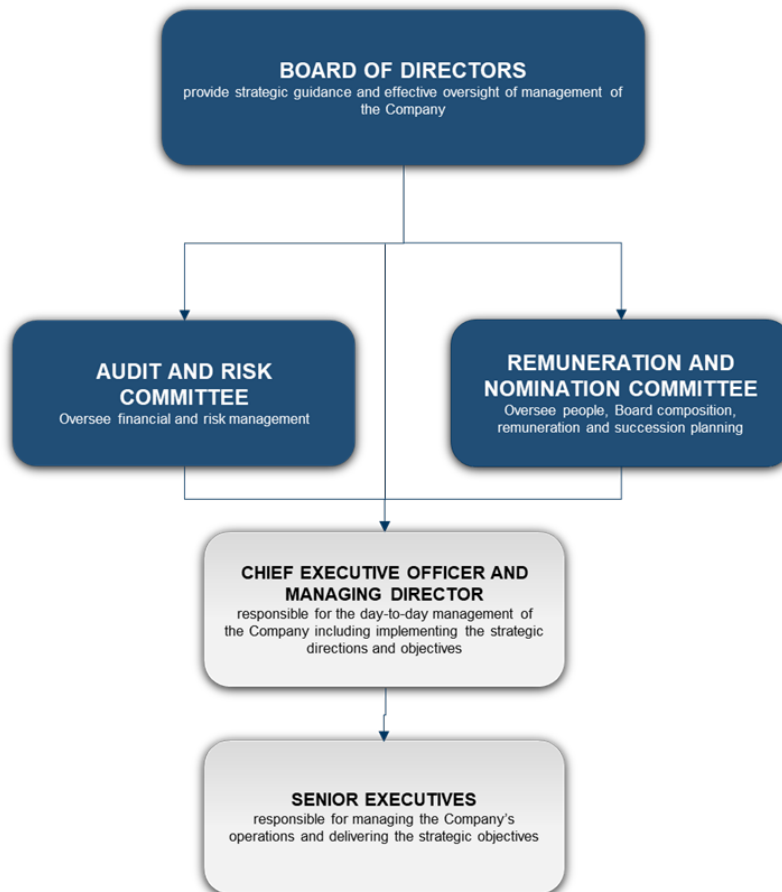 BOARD OF DIRECTORS
provide strategic guidance and effective oversight of management of
the Company
AUDIT AND RISK
COMMITTEE
Oversee financial and risk management
REMUNERATION AND
NOMINATION COMMITTEE
Oversee people, Board composition,
remuneration and succession planning
CHIEF EXECUTIVE OFFICER AND
MANAGING DIRECTOR
responsible for the day-to-day management of
the Company including implementing the strategic
directions and objectives
SENIOR EXECUTIVES
responsible for managing the Company's
operations and delivering the strategic objectives